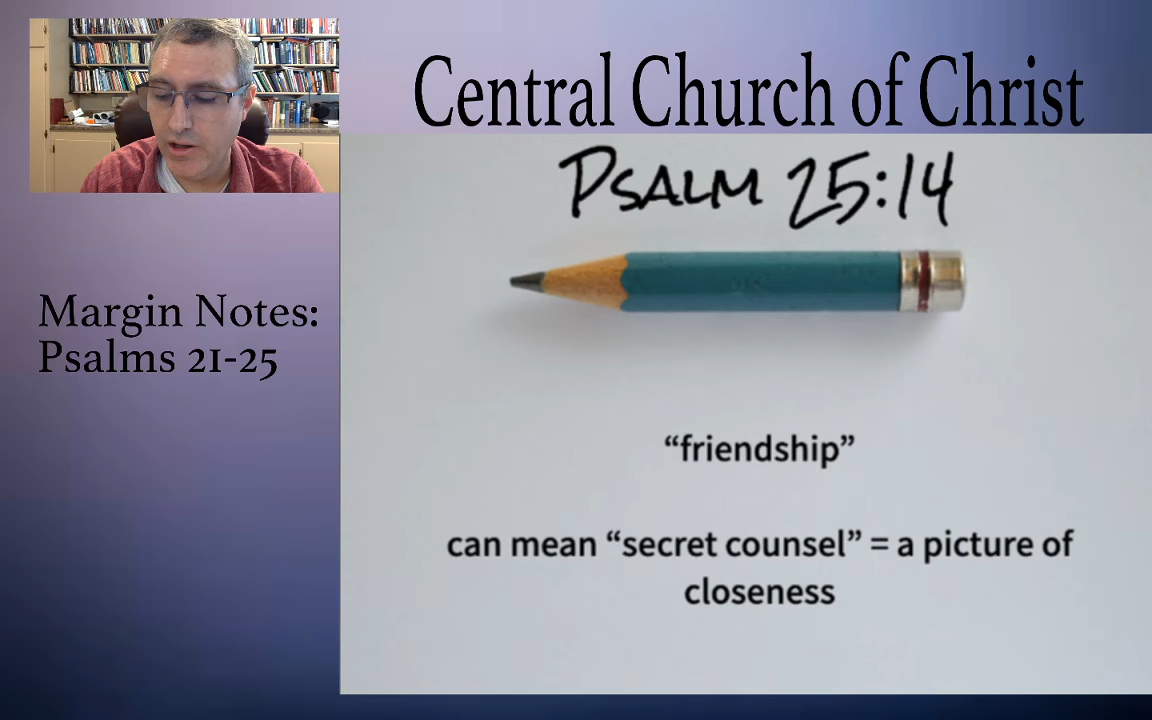 Central Church of Christ
Psalm 25:14
Margin Notes:
Psalms 21-25
“friendship”
can mean “secret counsel” = a picture of
closeness